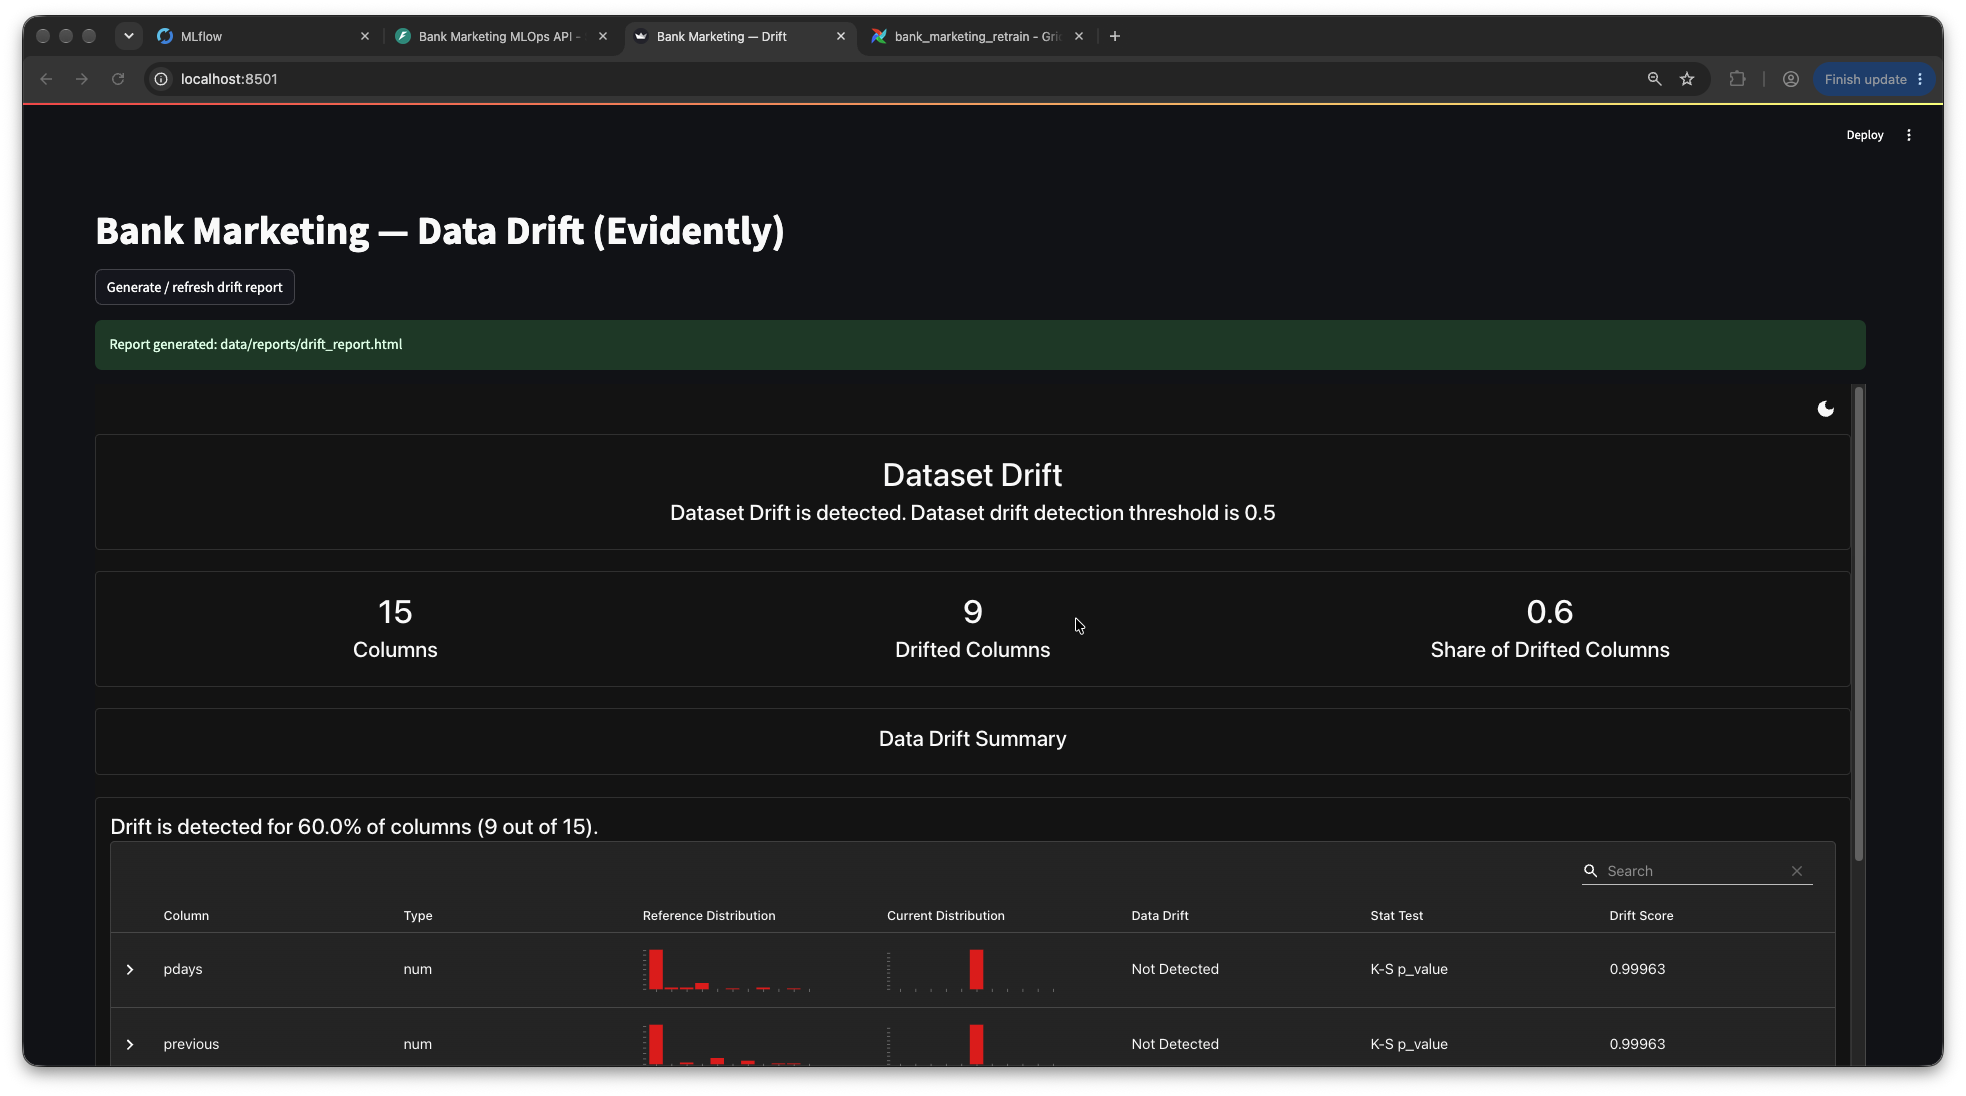 MLflow
Bank Marketing MLOps API -
Bank Marketing — Drift
bank_marketing_retrain - Gri
localhost:8501
Finish update
Deploy
Bank Marketing — Data Drift (Evidently)
Generate / refresh drift report
Report generated: data/reports/drift_report.html
Dataset Drift
Dataset Drift is detected. Dataset drift detection threshold is 0.5
15
Columns
9
Drifted Columns
0.6
Share of Drifted Columns
Data Drift Summary
Drift is detected for 60.0% of columns (9 out of 15).
Search
Column Type Reference Distribution Current Distribution Data Drift Stat Test Drift Score
pdays num Not Detected K-S p_value 0.99963
previous num Not Detected K-S p_value 0.99963